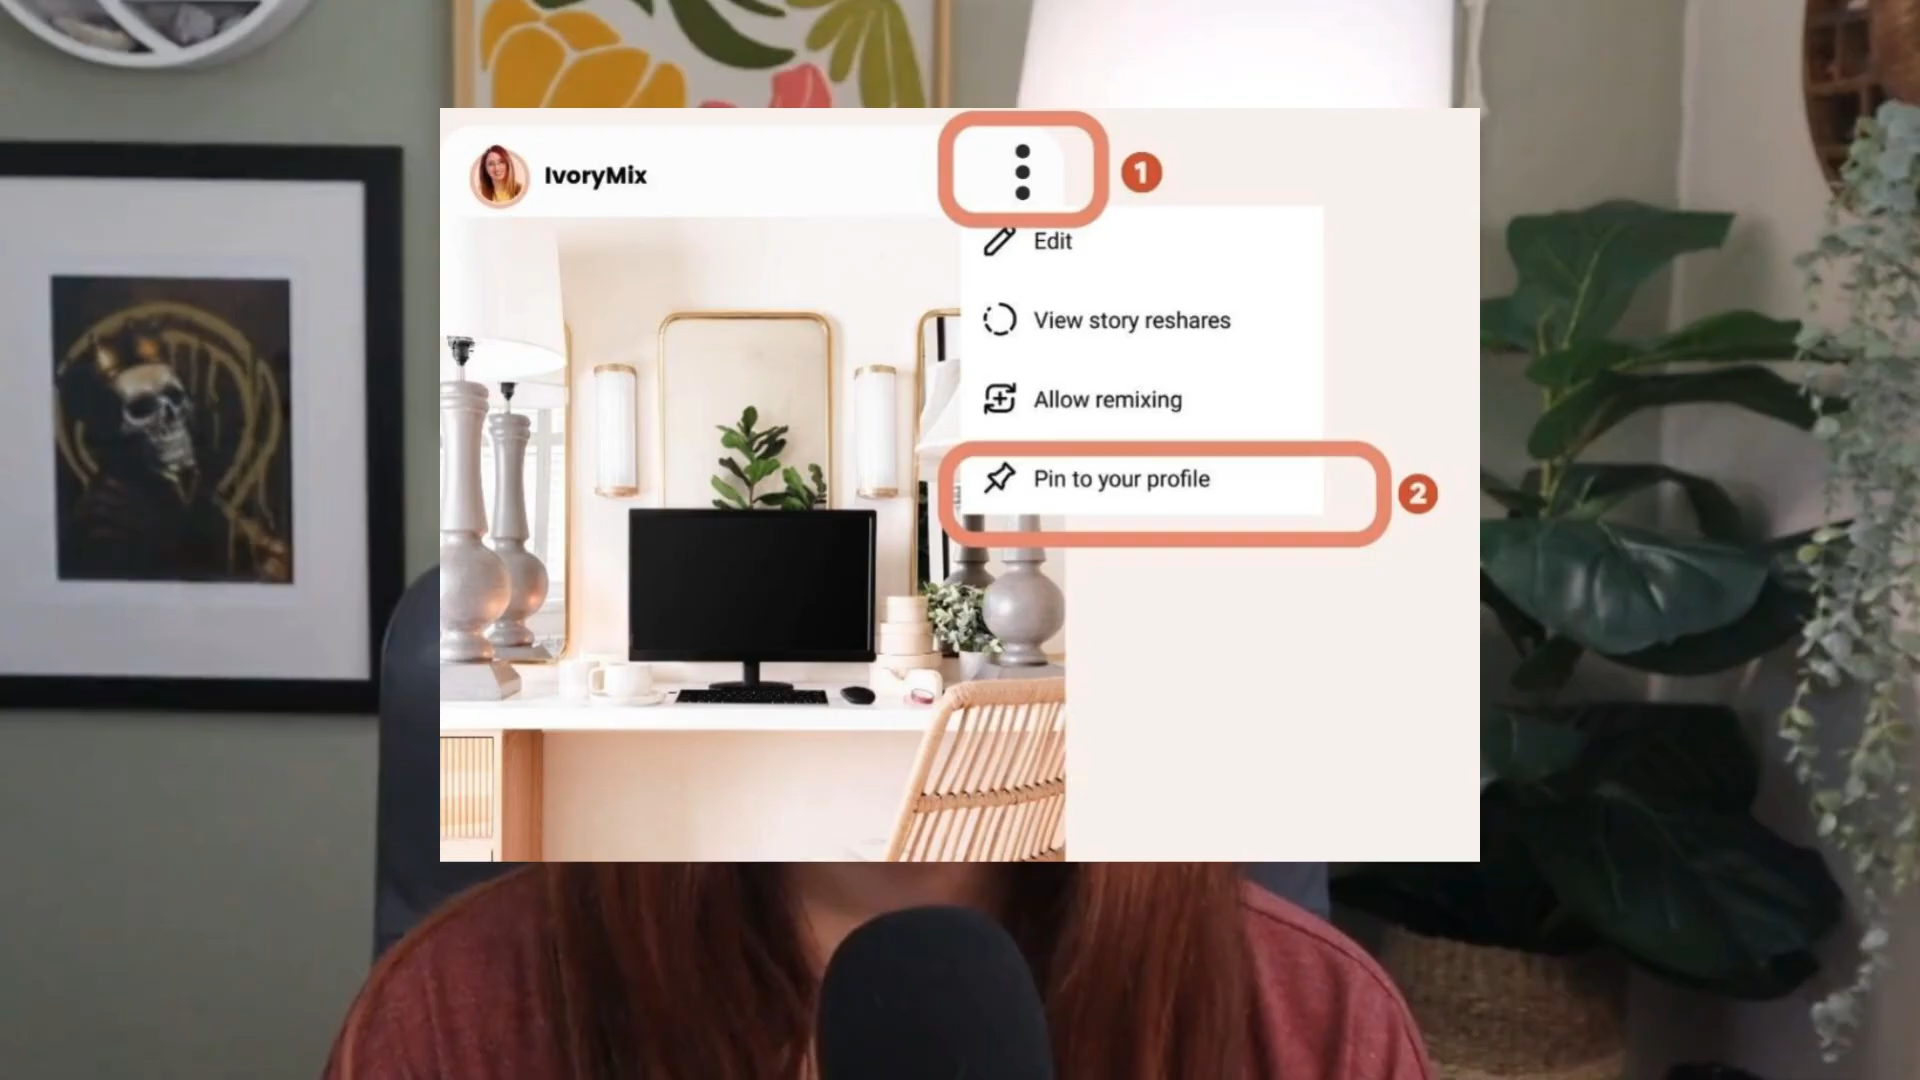 IvoryMix
1
Edit
View story reshares
Allow remixing
Pin to your profile
2